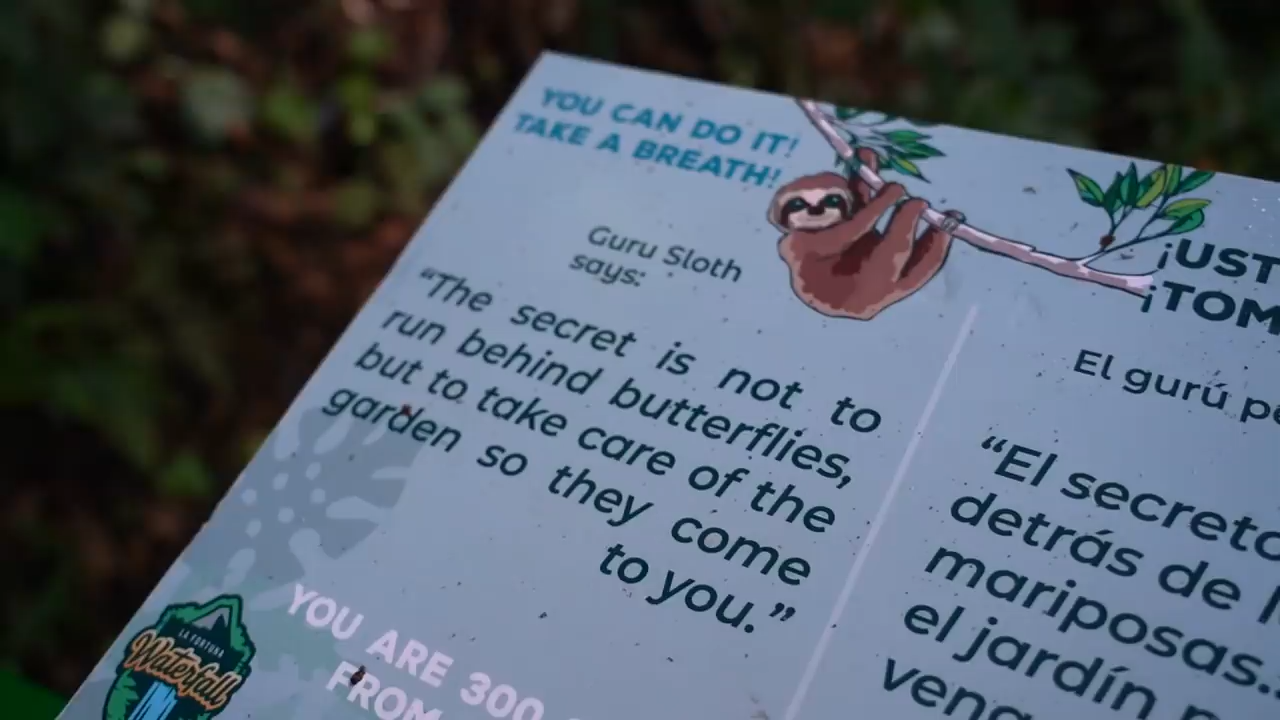 YOU CAN DO IT!
TAKE A BREATH!
Guru Sloth
says:
“The secret is not to
run behind butterflies,
but to take care of the
garden so they come
to you.”
YOU ARE 300
FROM
LA FORTUNA
Waterfall
¡UST
¡TOM
El gurú
“El secreto
detrás de
mariposas...
el jardín